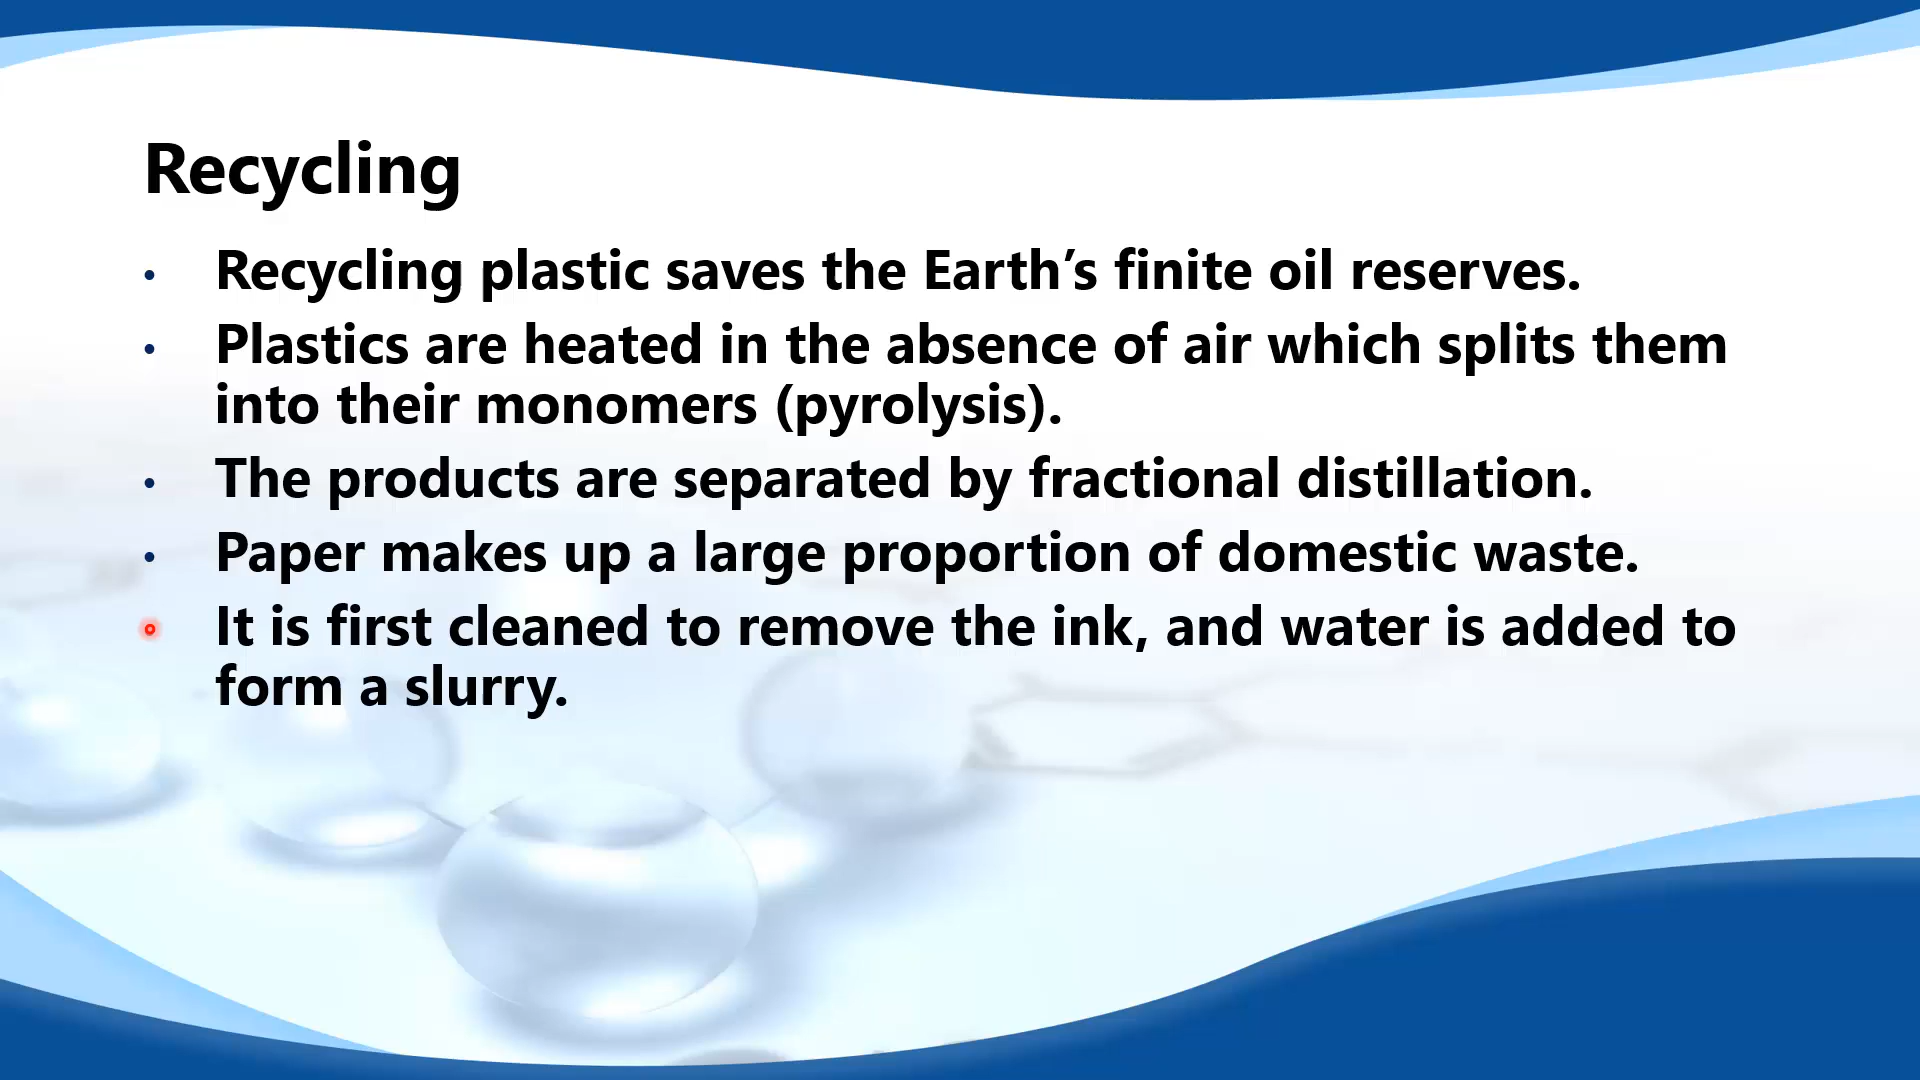 Recycling
• Recycling plastic saves the Earth’s finite oil reserves.
• Plastics are heated in the absence of air which splits them
into their monomers (pyrolysis).
• The products are separated by fractional distillation.
• Paper makes up a large proportion of domestic waste.
• It is first cleaned to remove the ink, and water is added to
form a slurry.